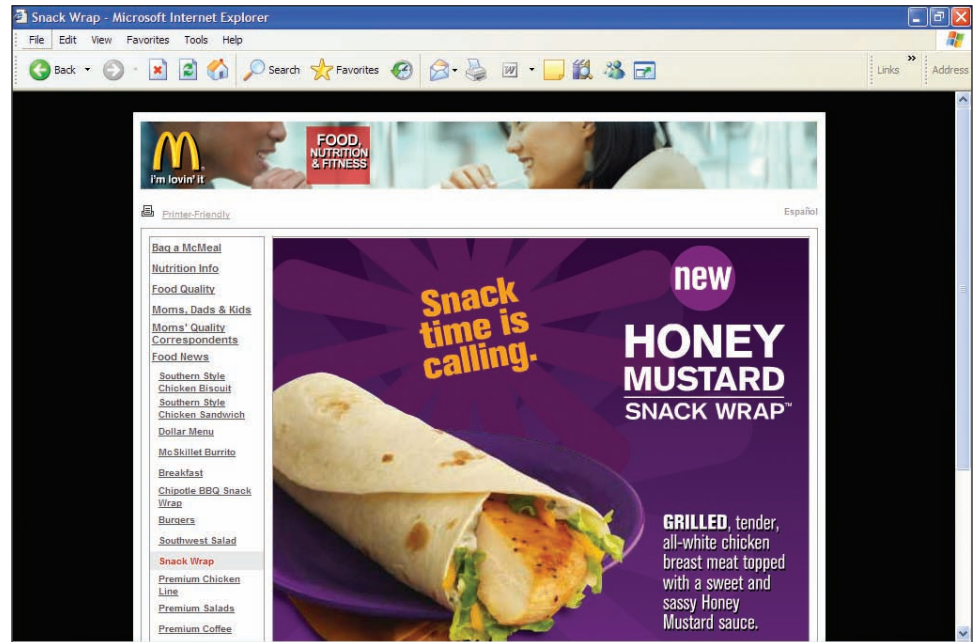 Snack Wrap - Microsoft Internet Explorer
File Edit View Favorites Tools Help
Back Search Favorites Links » Address
i'm lovin' it
FOOD,
NUTRITION
& FITNESS
Printer-Friendly
Español
Bag a McMeal
Nutrition Info
Food Quality
Moms, Dads & Kids
Moms' Quality
Correspondents
Food News
Southern Style
Chicken Biscuit
Southern Style
Chicken Sandwich
Dollar Menu
McSkillet Burrito
Breakfast
Chipotle BBQ Snack
Wrap
Burgers
Southwest Salad
Snack Wrap
Premium Chicken
Line
Premium Salads
Premium Coffee
Snack
time is
calling.
new
HONEY
MUSTARD
SNACK WRAP™
GRILLED, tender,
all-white chicken
breast meat topped
with a sweet and
sassy Honey
Mustard sauce.